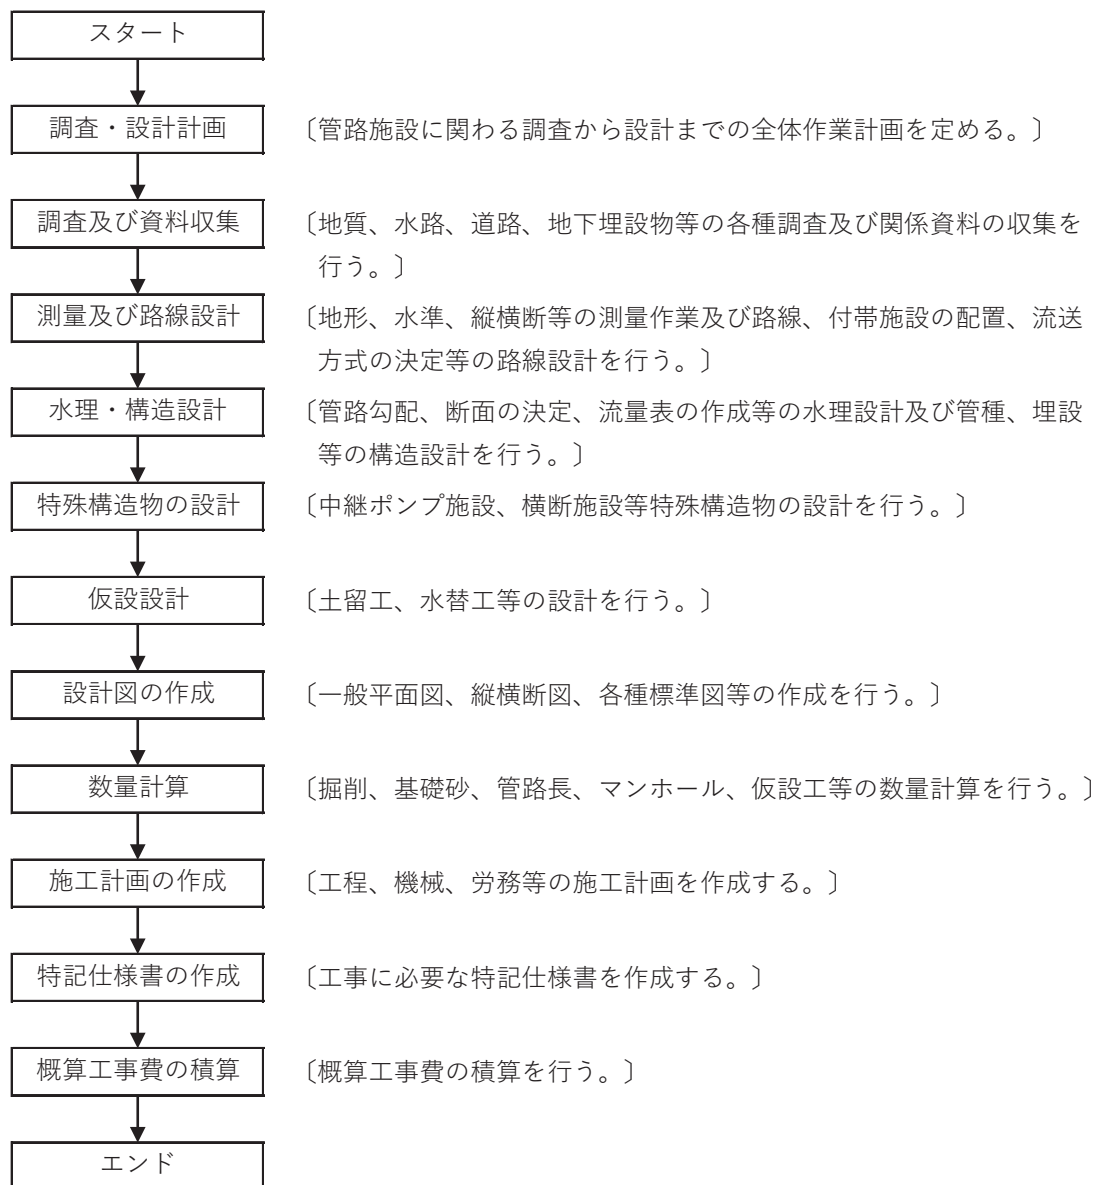 スタート
調査・設計計画
〔管路施設に関わる調査から設計までの全体作業計画を定める。〕
調査及び資料収集
〔地質、水路、道路、地下埋設物等の各種調査及び関係資料の収集を
行う。〕
測量及び路線設計
〔地形、水準、縦横断等の測量作業及び路線、付帯施設の配置、流送
方式の決定等の路線設計を行う。〕
水理・構造設計
〔管路勾配、断面の決定、流量表の作成等の水理設計及び管種、埋設
等の構造設計を行う。〕
特殊構造物の設計
〔中継ポンプ施設、横断施設等特殊構造物の設計を行う。〕
仮設設計
〔土留工、水替工等の設計を行う。〕
設計図の作成
〔一般平面図、縦横断図、各種標準図等の作成を行う。〕
数量計算
〔掘削、基礎砂、管路長、マンホール、仮設工等の数量計算を行う。〕
施工計画の作成
〔工程、機械、労務等の施工計画を作成する。〕
特記仕様書の作成
〔工事に必要な特記仕様書を作成する。〕
概算工事費の積算
〔概算工事費の積算を行う。〕
エンド